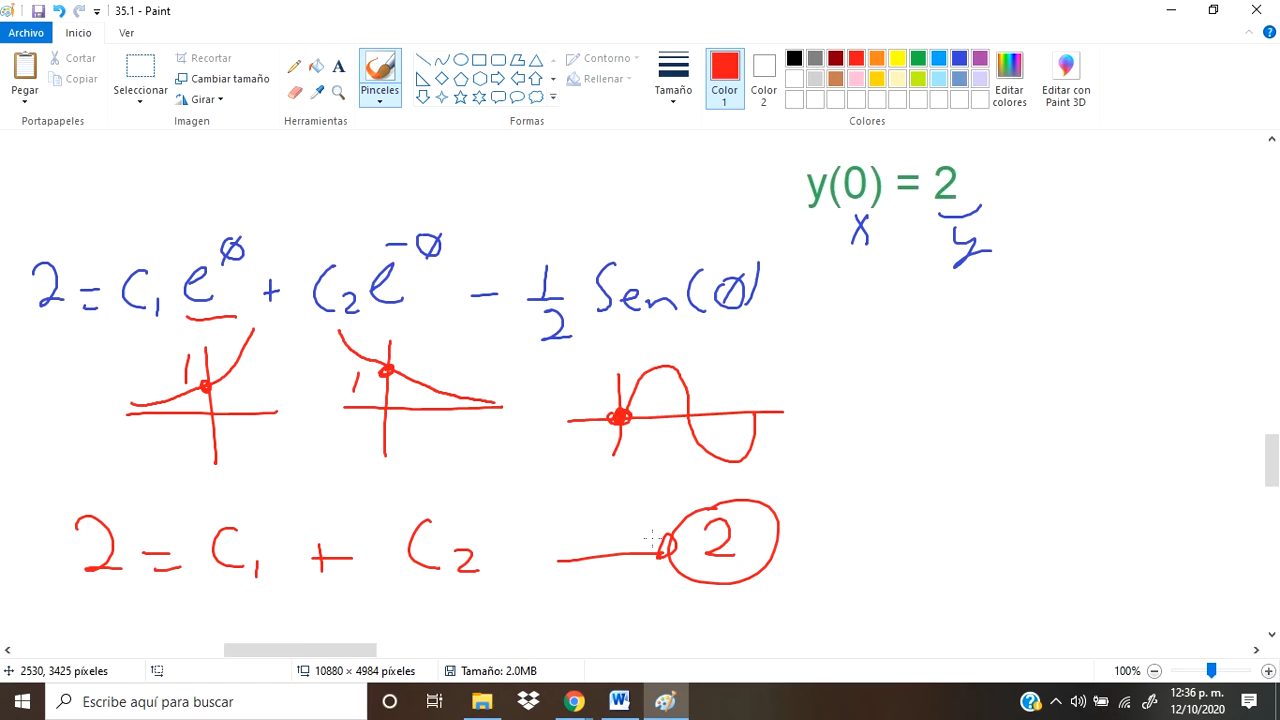 35.1 - Paint
Archivo Inicio Ver
Pegar
Cortar
Copiar
Portapapeles
Seleccionar
Recortar
Cambiar tamaño
Girar
Imagen
A
Herramientas
Pinceles
Contorno
Rellenar
Formas
Tamaño
Color 1
Color 2
Editar colores
Editar con Paint 3D
Colores
y(0) = 2
x y
2 = C₁ e^0 + C₂ e^-0 - 1/2 Sen(0)
1 1
2 = C₁ + C₂ 2
2530, 3425 píxeles 10880 × 4984 píxeles Tamaño: 2.0MB 100%
Escribe aquí para buscar
12:36 p. m.
12/10/2020